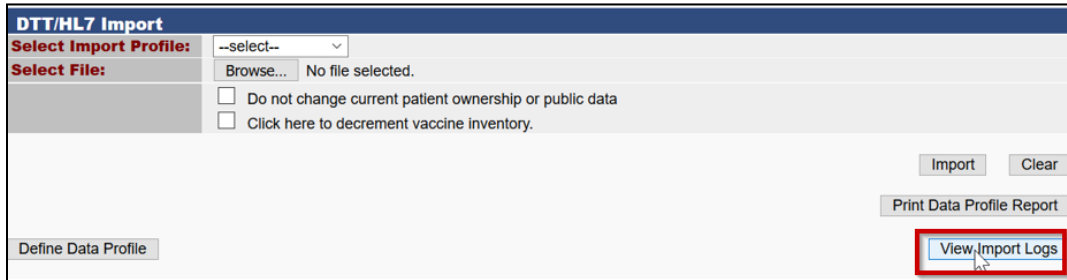 DTT/HL7 Import
Select Import Profile: --select--
Select File: Browse... No file selected.
Do not change current patient ownership or public data
Click here to decrement vaccine inventory.
Import Clear
Print Data Profile Report
Define Data Profile View Import Logs